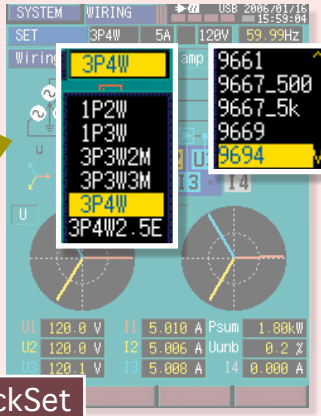 SYSTEM WIRING USB 2006/01/16
15:59:04
SET 3P4W 5A 120V 59.99Hz
Wiring
amp
3P4W
1P2W
1P3W
3P3W2M
3P3W3M
3P4W
3P4W2.5E
9661
9667_500
9667_5k
9669
9694
U
U
I3 I4
U
U1 120.0 V I1 5.010 A Psum 1.80kW
U2 120.0 V I2 5.006 A Uunb 0.2 %
U3 120.1 V I3 5.008 A I4 0.000 A
ckSet